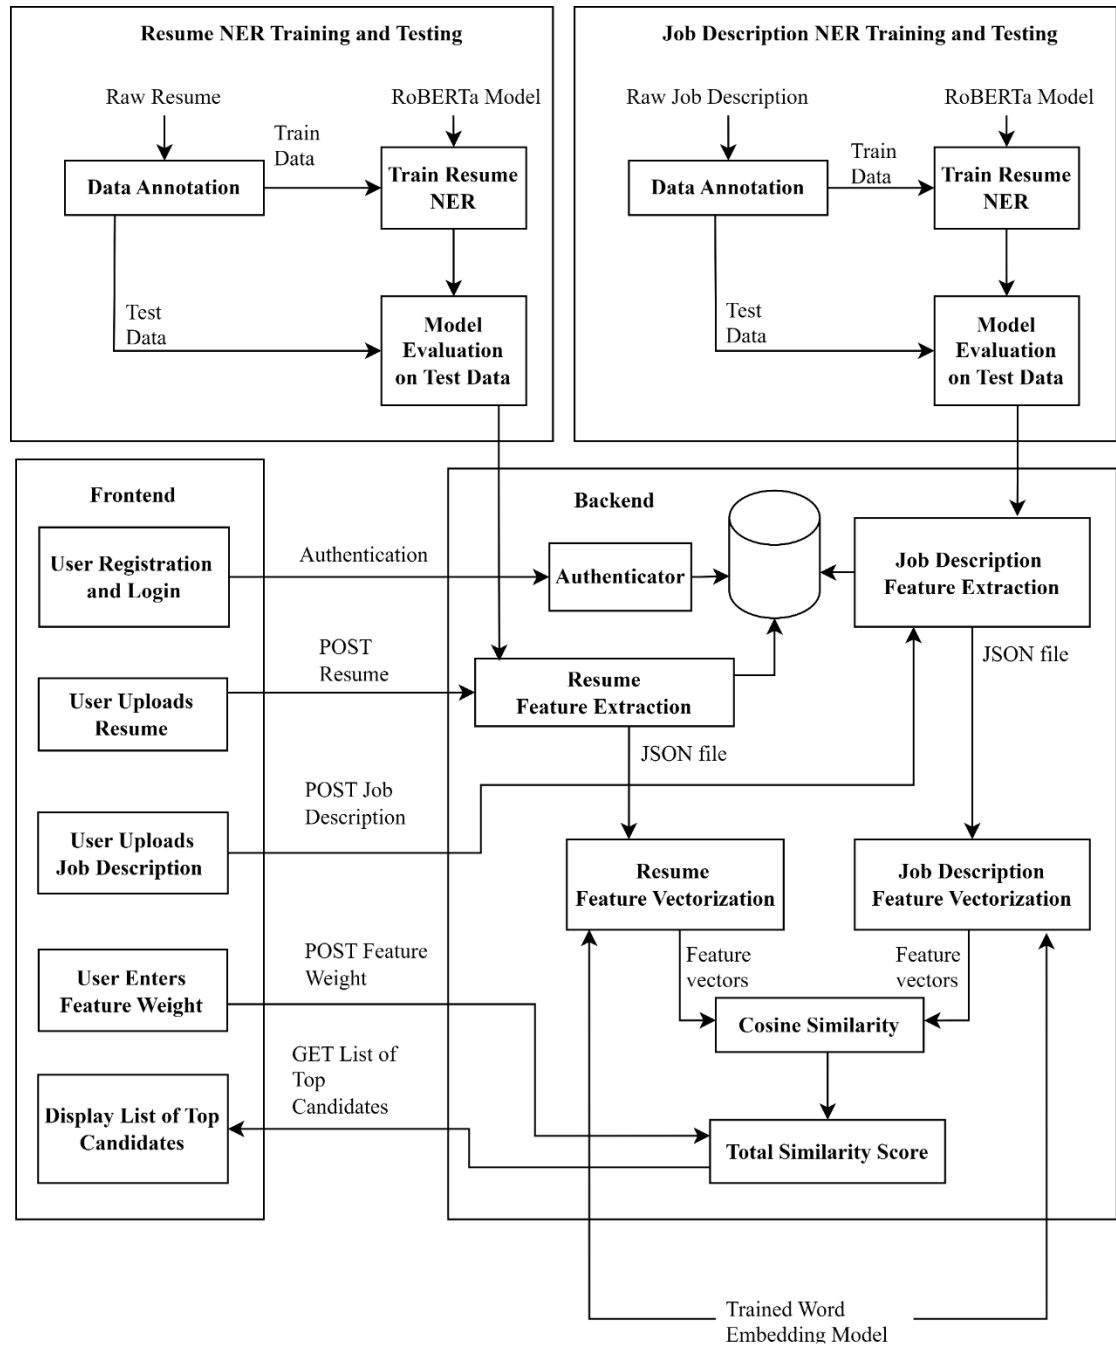 Resume NER Training and Testing
Raw Resume
RoBERTa Model
Train
Data
Data Annotation
Train Resume
NER
Test
Data
Model
Evaluation
on Test Data
Job Description NER Training and Testing
Raw Job Description
RoBERTa Model
Train
Data
Data Annotation
Train Resume
NER
Test
Data
Model
Evaluation
on Test Data
Frontend
User Registration
and Login
User Uploads
Resume
User Uploads
Job Description
User Enters
Feature Weight
Display List of Top
Candidates
Authentication
POST
Resume
POST Job
Description
POST Feature
Weight
GET List of
Top
Candidates
Backend
Authenticator
Job Description
Feature Extraction
JSON file
Resume
Feature Extraction
JSON file
Resume
Feature Vectorization
Job Description
Feature Vectorization
Feature
vectors
Feature
vectors
Cosine Similarity
Total Similarity Score
Trained Word
Embedding Model